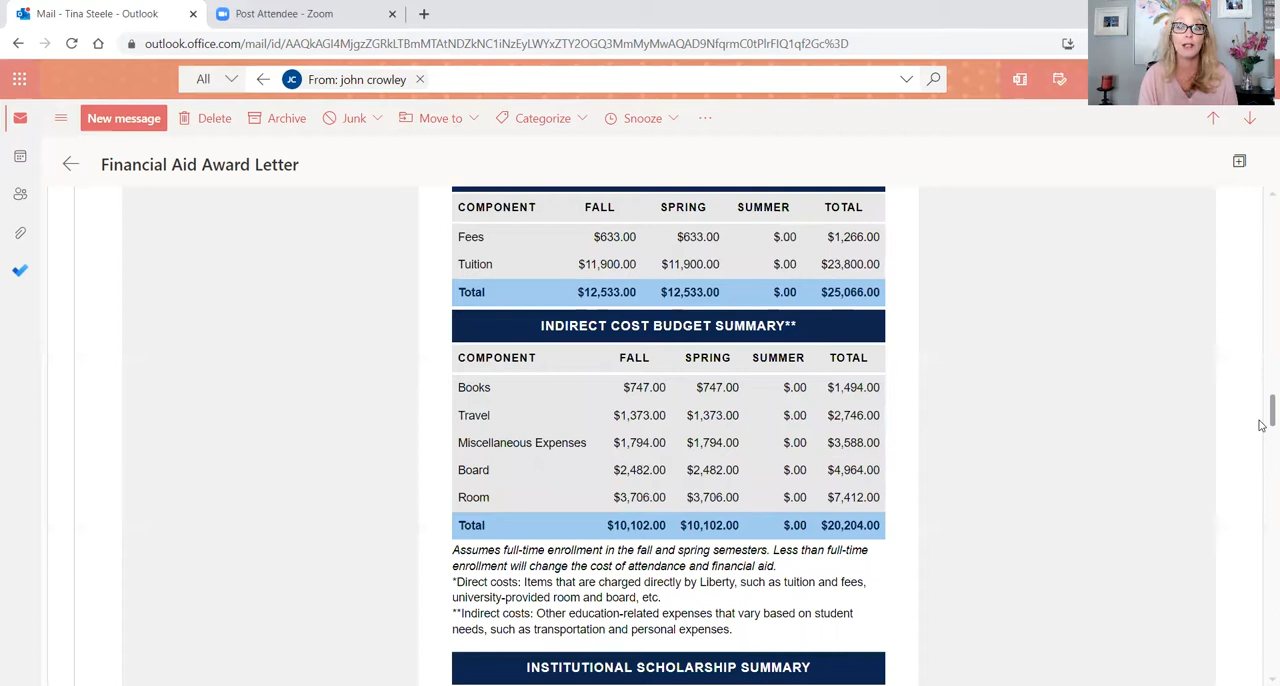 Mail - Tina Steele - Outlook
Post Attendee - Zoom
outlook.office.com/mail/id/AAQkAGI4MjgzZGRkLTBmMTAtNDZkNC1iNzEyLWYxZTY2OGQ3MmMyMwAQAD9NfqrmC0tPlrFIQ1qf2Gc%3D
All
JC
From: john crowley
New message
Delete
Archive
Junk
Move to
Categorize
Snooze
Financial Aid Award Letter
COMPONENT FALL SPRING SUMMER TOTAL
Fees $633.00 $633.00 $.00 $1,266.00
Tuition $11,900.00 $11,900.00 $.00 $23,800.00
Total $12,533.00 $12,533.00 $.00 $25,066.00
INDIRECT COST BUDGET SUMMARY**
COMPONENT FALL SPRING SUMMER TOTAL
Books $747.00 $747.00 $.00 $1,494.00
Travel $1,373.00 $1,373.00 $.00 $2,746.00
Miscellaneous Expenses $1,794.00 $1,794.00 $.00 $3,588.00
Board $2,482.00 $2,482.00 $.00 $4,964.00
Room $3,706.00 $3,706.00 $.00 $7,412.00
Total $10,102.00 $10,102.00 $.00 $20,204.00
Assumes full-time enrollment in the fall and spring semesters. Less than full-time
enrollment will change the cost of attendance and financial aid.
*Direct costs: Items that are charged directly by Liberty, such as tuition and fees,
university-provided room and board, etc.
**Indirect costs: Other education-related expenses that vary based on student
needs, such as transportation and personal expenses.
INSTITUTIONAL SCHOLARSHIP SUMMARY